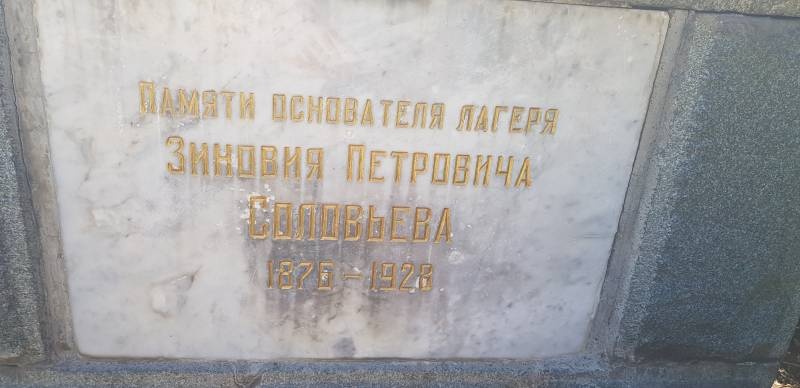 Памяти основателя лагеря
Зиновия Петровича
Соловьева
1876–1928